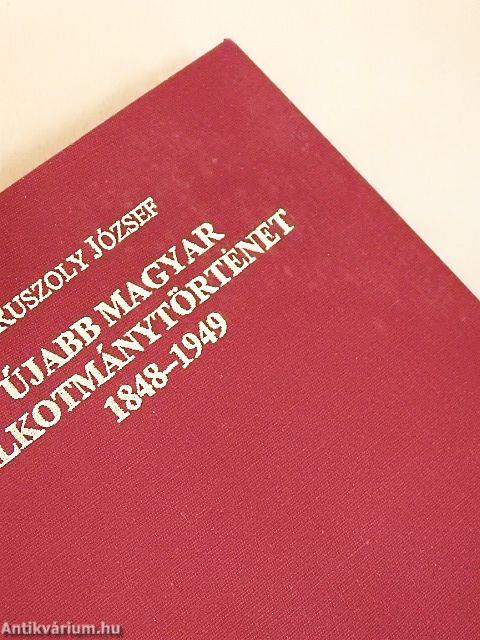 RUSZOLY JÓZSEF
ÚJABB MAGYAR
ALKOTMÁNYTÖRTÉNET
1848–1949
Antikvárium.hu